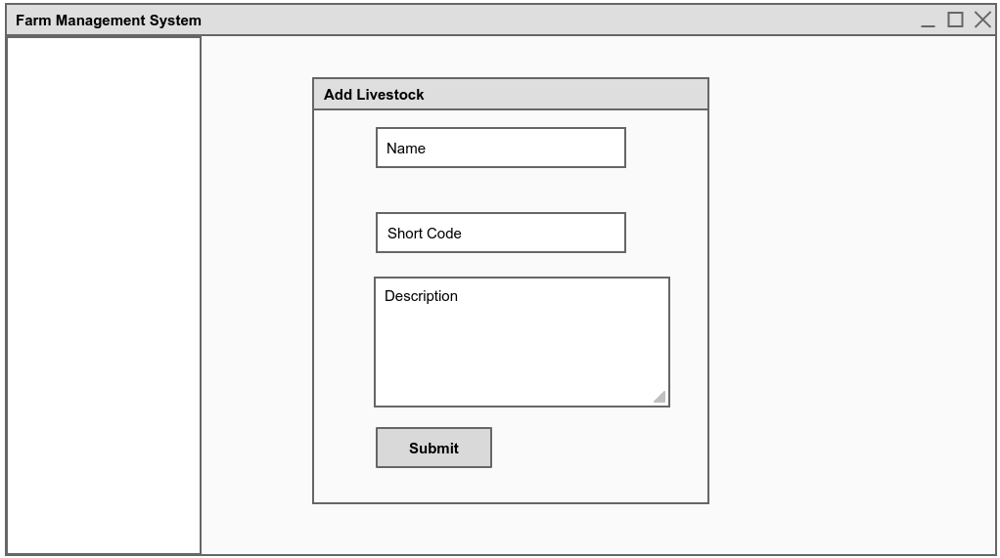 Farm Management System
Add Livestock
Name
Short Code
Description
Submit